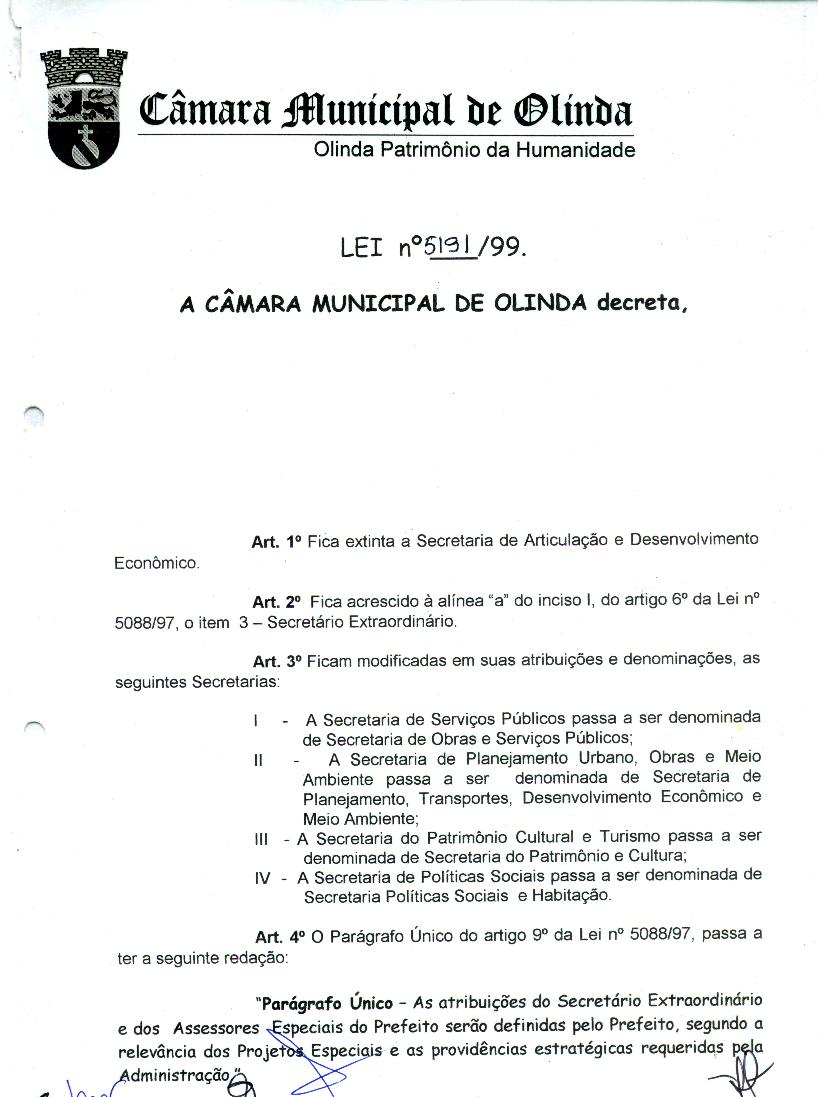 Câmara Municipal de Olinda
Olinda Patrimônio da Humanidade
LEI nº5191/99.
A CÂMARA MUNICIPAL DE OLINDA decreta,
Art. 1º Fica extinta a Secretaria de Articulação e Desenvolvimento
Econômico.
Art. 2º Fica acrescido à alínea "a" do inciso I, do artigo 6º da Lei nº
5088/97, o item 3 – Secretário Extraordinário.
Art. 3º Ficam modificadas em suas atribuições e denominações, as
seguintes Secretarias:
I - A Secretaria de Serviços Públicos passa a ser denominada
de Secretaria de Obras e Serviços Públicos;
II - A Secretaria de Planejamento Urbano, Obras e Meio
Ambiente passa a ser denominada de Secretaria de
Planejamento, Transportes, Desenvolvimento Econômico e
Meio Ambiente;
III - A Secretaria do Patrimônio Cultural e Turismo passa a ser
denominada de Secretaria do Patrimônio e Cultura;
IV - A Secretaria de Políticas Sociais passa a ser denominada de
Secretaria Políticas Sociais e Habitação.
Art. 4º O Parágrafo Único do artigo 9º da Lei nº 5088/97, passa a
ter a seguinte redação:
"Parágrafo Único – As atribuições do Secretário Extraordinário
e dos Assessores Especiais do Prefeito serão definidas pelo Prefeito, segundo a
relevância dos Projetos Especiais e as providências estratégicas requeridas pela
Administração."